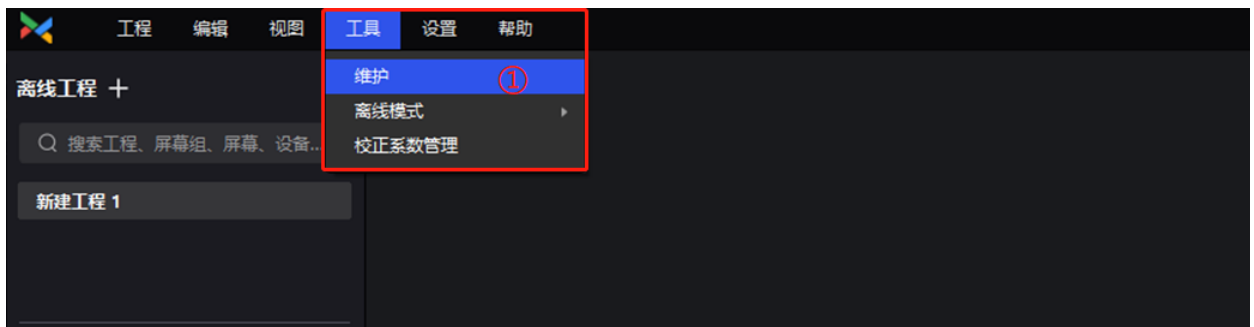 工程 编辑 视图 工具 设置 帮助
离线工程 +
搜索工程、屏幕组、屏幕、设备...
新建工程 1
维护 ①
离线模式
校正系数管理